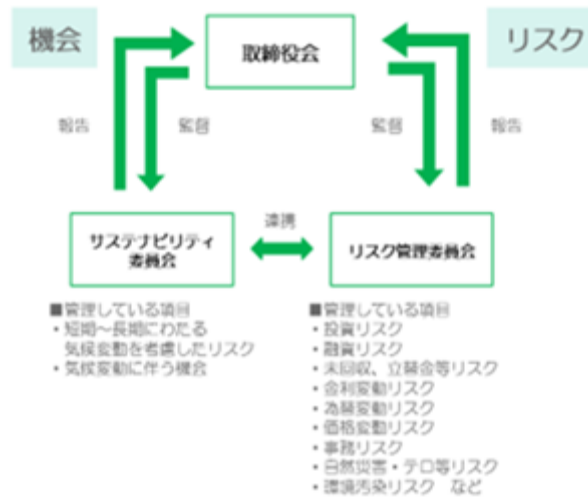 機会
リスク
取締役会
報告
監督
監督
報告
サステナビリティ
委員会
連携
リスク管理委員会
■管理している項目
・短期～長期にわたる
気候変動を考慮したリスク
・気候変動に伴う機会
■管理している項目
・投資リスク
・融資リスク
・未回収、立替金等リスク
・金利変動リスク
・為替変動リスク
・価格変動リスク
・事務リスク
・自然災害・テロ等リスク
・環境汚染リスク　など